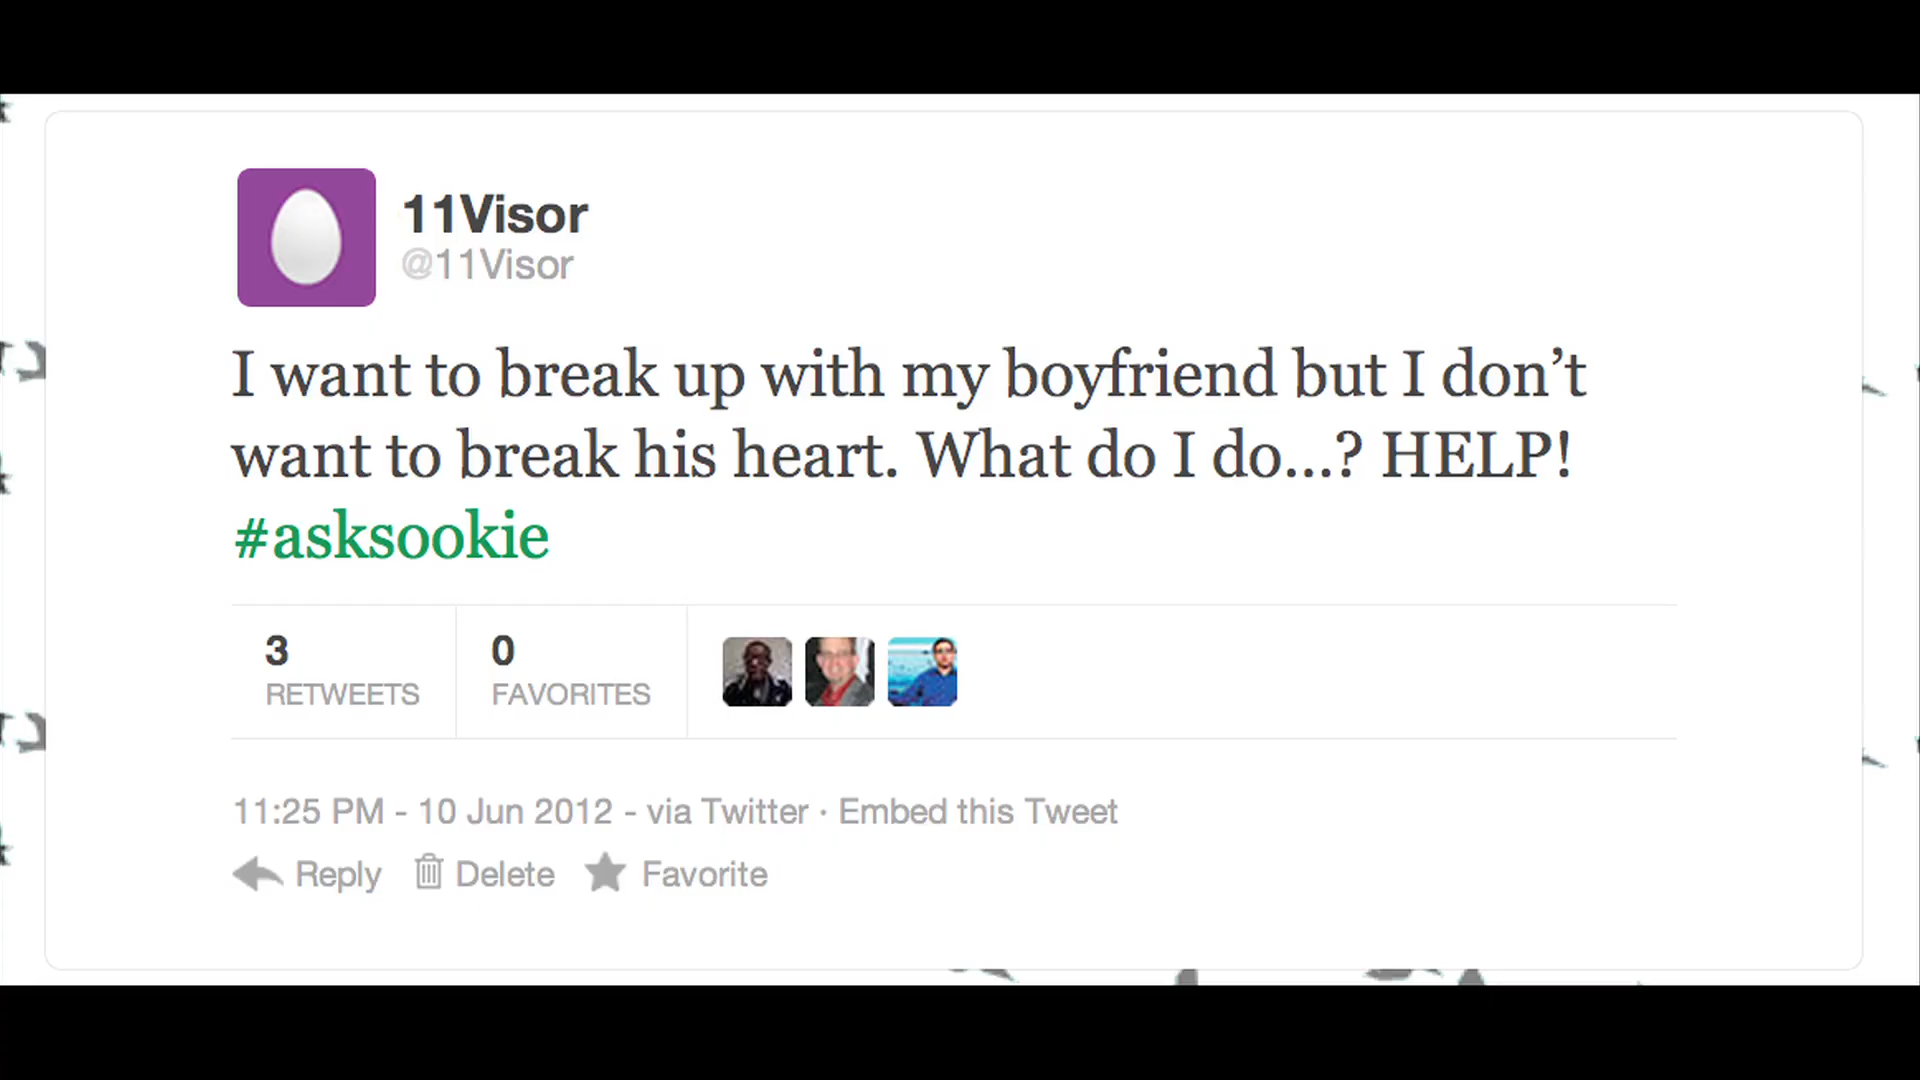 11Visor
@11Visor
I want to break up with my boyfriend but I don’t
want to break his heart. What do I do...? HELP!
#asksookie
3 0
RETWEETS FAVORITES
11:25 PM - 10 Jun 2012 - via Twitter · Embed this Tweet
Reply Delete Favorite